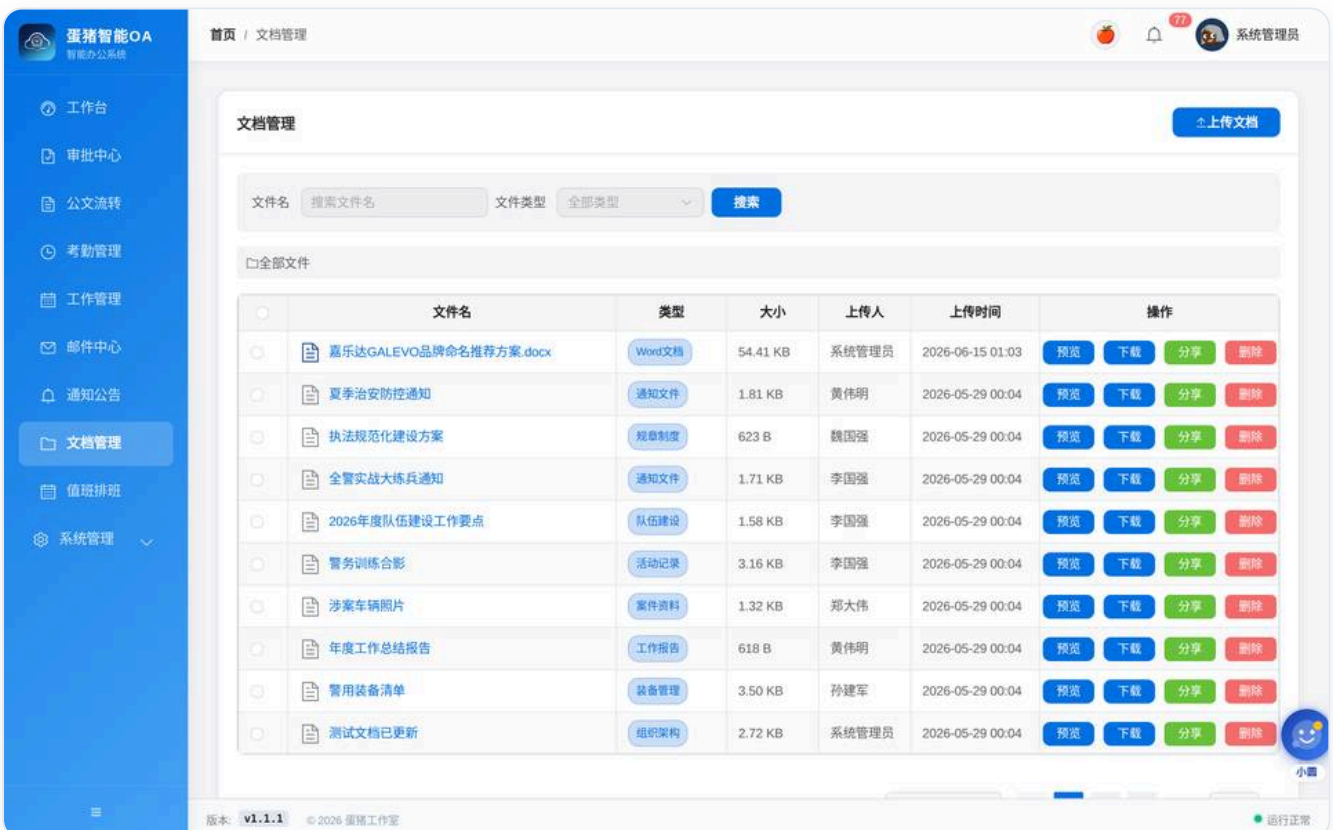 蛋猪智能OA
智能办公系统
首页 / 文档管理
77
系统管理员
工作台
审批中心
公文流转
考勤管理
工作管理
邮件中心
通知公告
文档管理
值班排班
系统管理
文档管理
上传文档
文件名 搜索文件名 文件类型 全部类型 搜索
全部文件
文件名 类型 大小 上传人 上传时间 操作
嘉乐达GALEVO品牌命名推荐方案.docx Word文档 54.41 KB 系统管理员 2026-06-15 01:03 预览 下载 分享 删除
夏季治安防控通知 通知文件 1.81 KB 黄伟明 2026-05-29 00:04 预览 下载 分享 删除
执法规范化建设方案 规章制度 623 B 魏国强 2026-05-29 00:04 预览 下载 分享 删除
全警实战大练兵通知 通知文件 1.71 KB 李国强 2026-05-29 00:04 预览 下载 分享 删除
2026年度队伍建设工作要点 队伍建设 1.58 KB 李国强 2026-05-29 00:04 预览 下载 分享 删除
警务训练合影 活动记录 3.16 KB 李国强 2026-05-29 00:04 预览 下载 分享 删除
涉案车辆照片 案件资料 1.32 KB 郑大伟 2026-05-29 00:04 预览 下载 分享 删除
年度工作总结报告 工作报告 618 B 黄伟明 2026-05-29 00:04 预览 下载 分享 删除
警用装备清单 装备管理 3.50 KB 孙建军 2026-05-29 00:04 预览 下载 分享 删除
测试文档已更新 组织架构 2.72 KB 系统管理员 2026-05-29 00:04 预览 下载 分享 删除
小圆
版本: v1.1.1 © 2026 蛋猪工作室
运行正常